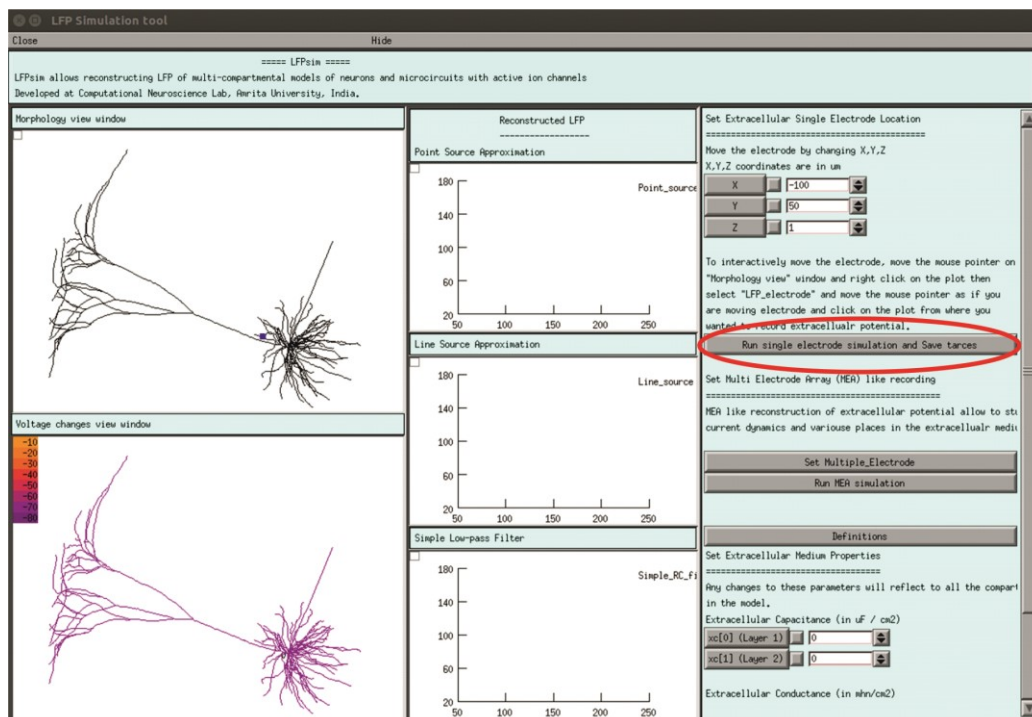 LFP Simulation tool
Close Hide
===== LFPsim =====
LFPsim allows reconstructing LFP of multi-compartmental models of neurons and microcircuits with active ion channels
Developed at Computational Neuroscience Lab, Amrita University, India.
Morphology view window
Voltage changes view window
-10
-20
-30
-40
-50
-60
-70
-80
Reconstructed LFP
------------------
Point Source Approximation
180
140
100
60
20
50 100 150 200 250
Point_source
Line Source Approximation
180
140
100
60
20
50 100 150 200 250
Line_source
Simple Low-pass Filter
180
140
100
60
20
50 100 150 200 250
Simple_RC_fi
Set Extracellular Single Electrode Location
============================================
Move the electrode by changing X,Y,Z
X,Y,Z coordinates are in um
X -100
Y 50
Z 1
To interactively move the electrode, move the mouse pointer on
"Morphology view" window and right click on the plot then
select "LFP_electrode" and move the mouse pointer as if you
are moving electrode and click on the plot from where you
wanted to record extracellualr potential.
Run single electrode simulation and Save tarces
Set Multi Electrode Array (MEA) like recording
===============================================
MEA like reconstruction of extracellular potential allow to stu
current dynamics and variouse places in the extracellualr mediu
Set Multiple_Electrode
Run MEA simulation
Definitions
Set Extracellular Medium Properties
===================================
Any changes to these parameters will reflect to all the compart
in the model.
Extracellular Capacitance (in uF / cm2)
xc[0] (Layer 1) 0
xc[1] (Layer 2) 0
Extracellular Conductance (in mhn/cm2)